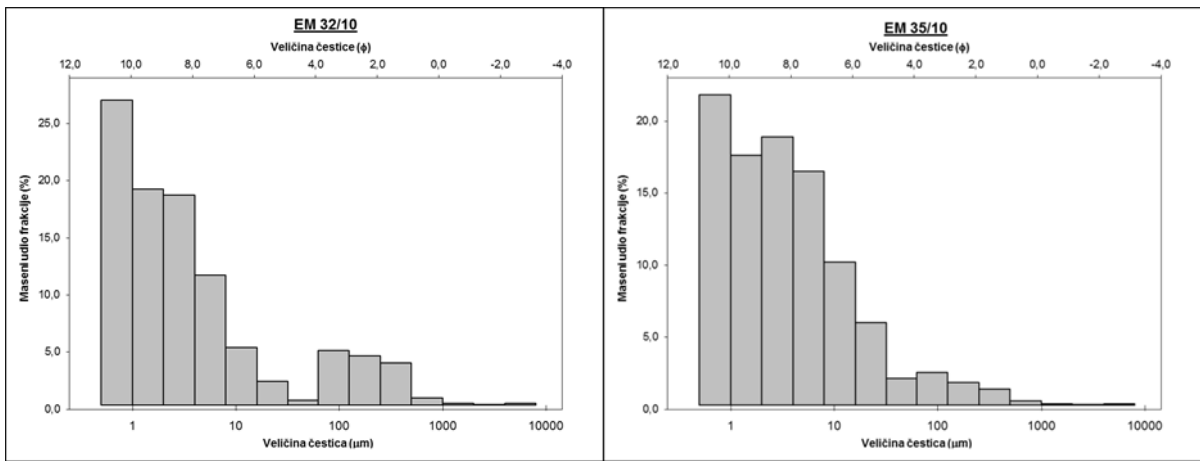 EM 32/10
Veličina čestice (ϕ)
12,0 10,0 8,0 6,0 4,0 2,0 0,0 -2,0 -4,0
Maseni udio frakcije (%)
25,0
20,0
15,0
10,0
5,0
0,0
1 10 100 1000 10000
Veličina čestica (μm)
EM 35/10
Veličina čestice (ϕ)
12,0 10,0 8,0 6,0 4,0 2,0 0,0 -2,0 -4,0
Maseni udio frakcije (%)
20,0
15,0
10,0
5,0
0,0
1 10 100 1000 10000
Veličina čestica (μm)